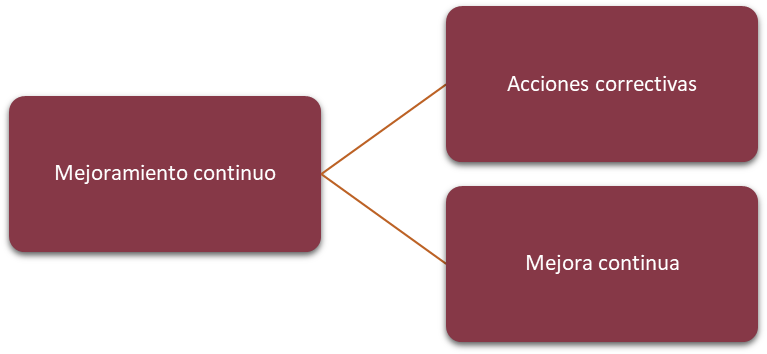 Mejoramiento continuo
Acciones correctivas
Mejora continua